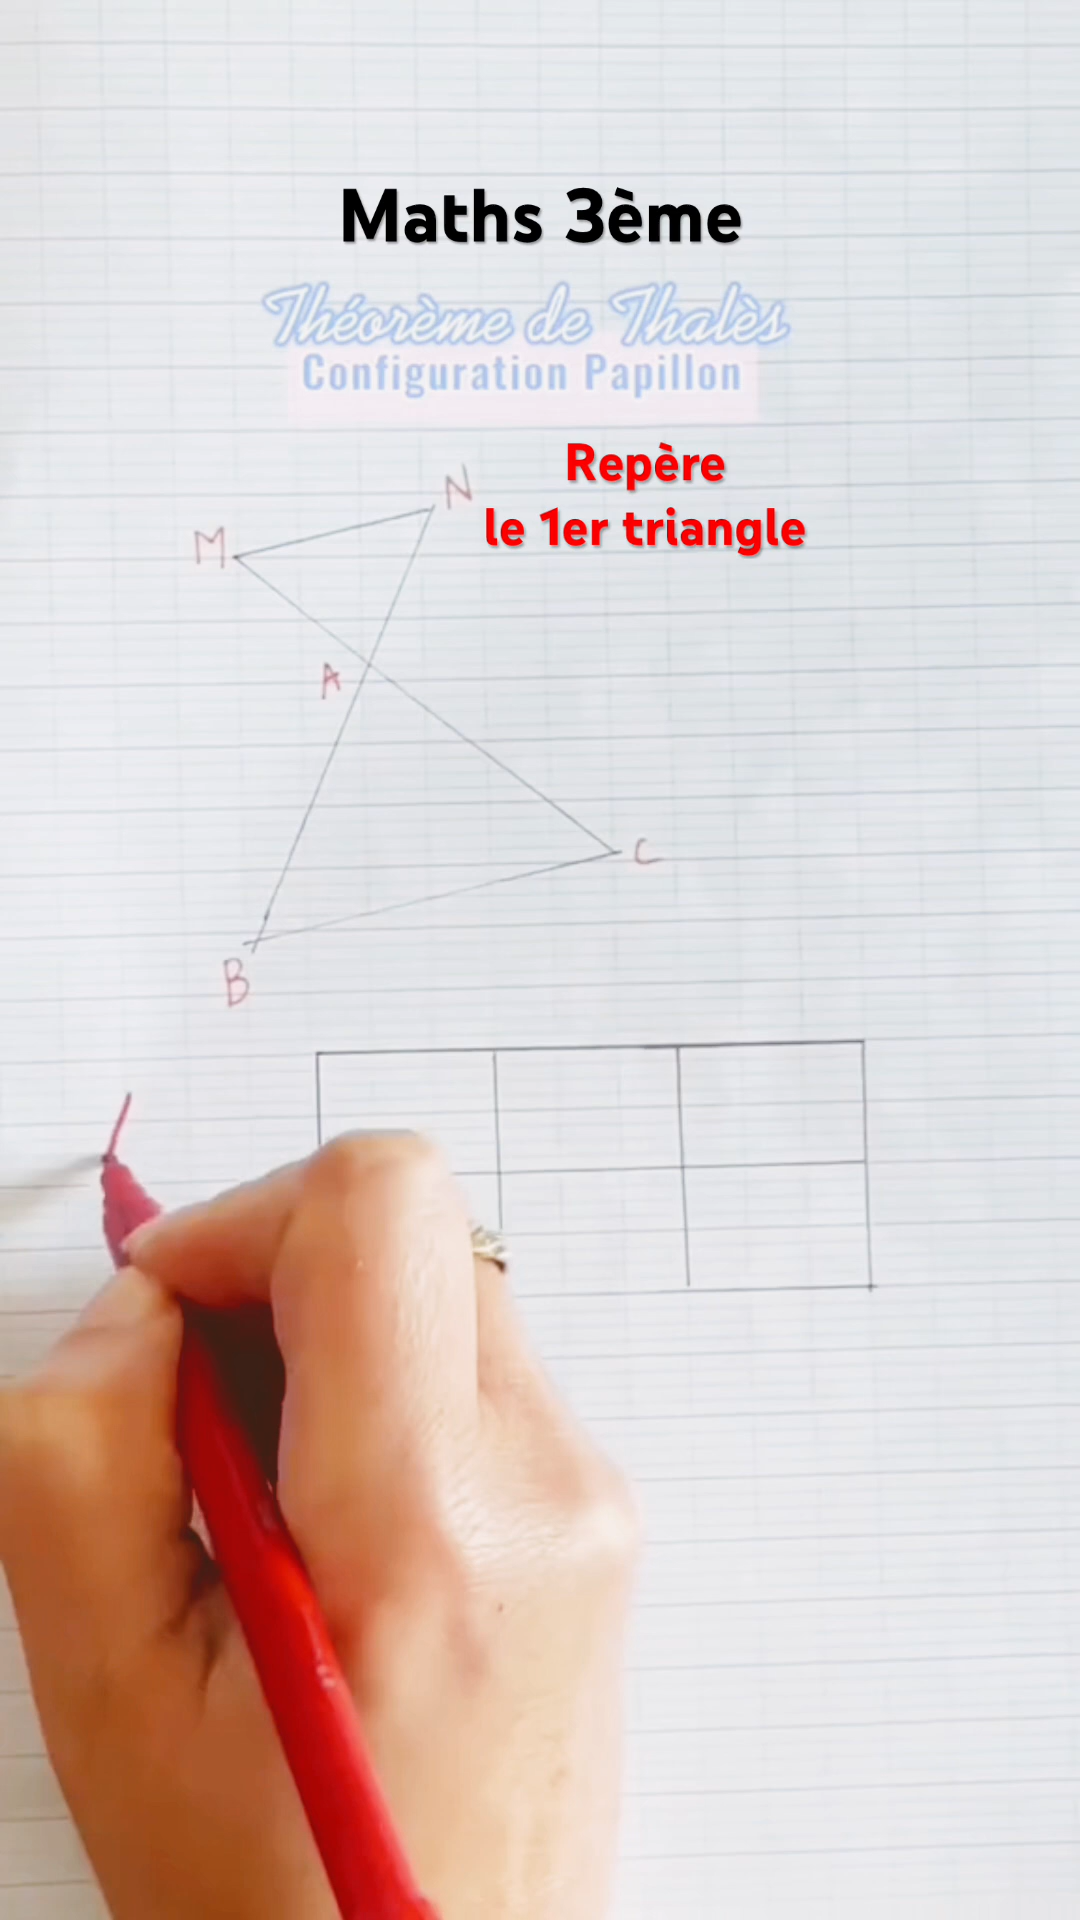 Maths 3ème
Théorème de Thalès
Configuration Papillon
Repère
le 1er triangle
N
M
A
C
B